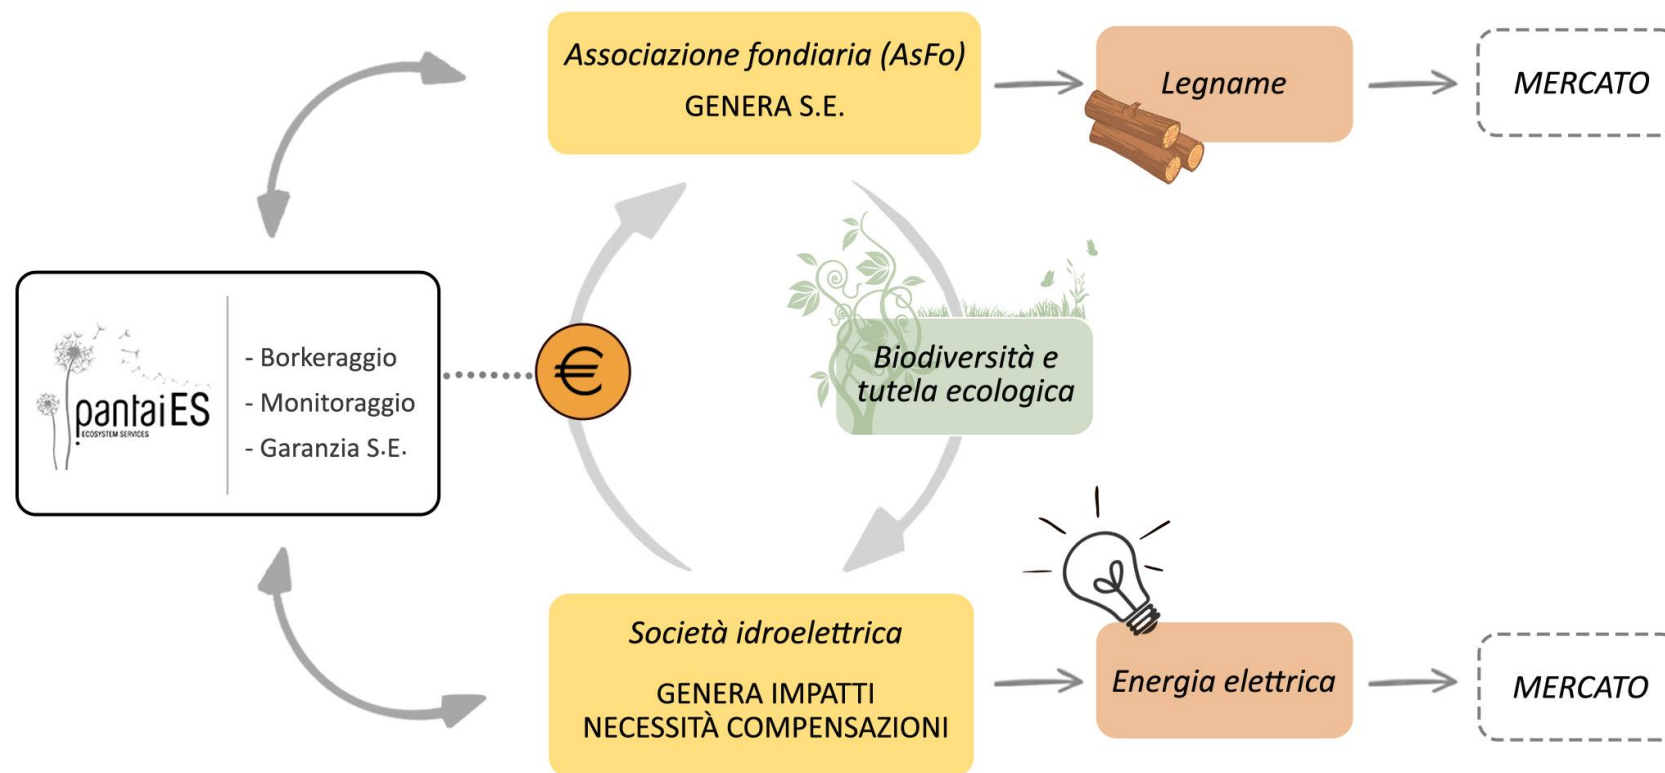 Associazione fondiaria (AsFo)
GENERA S.E.
Legname
MERCATO
pantaiES
ECOSYSTEM SERVICES
- Borkeraggio
- Monitoraggio
- Garanzia S.E.
€
Biodiversità e
tutela ecologica
Società idroelettrica
GENERA IMPATTI
NECESSITÀ COMPENSAZIONI
Energia elettrica
MERCATO